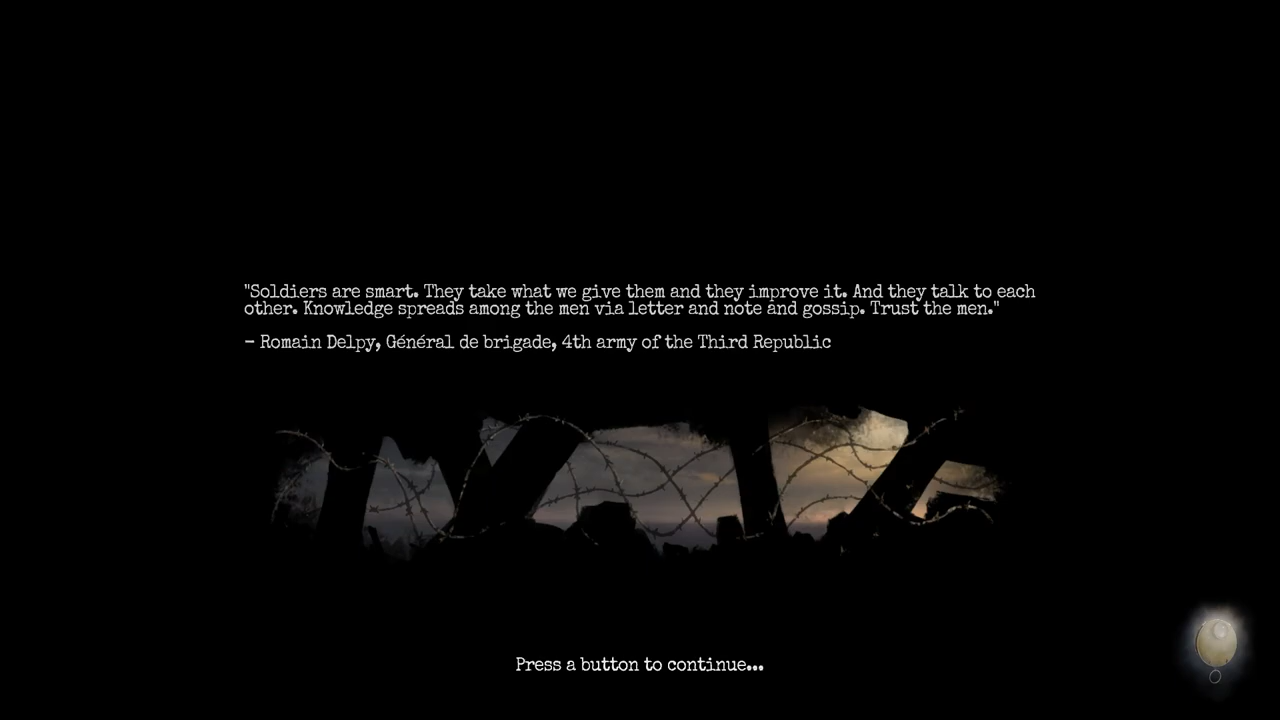 "Soldiers are smart. They take what we give them and they improve it. And they talk to each
other. Knowledge spreads among the men via letter and note and gossip. Trust the men."
- Romain Delpy, Général de brigade, 4th army of the Third Republic
Press a button to continue...